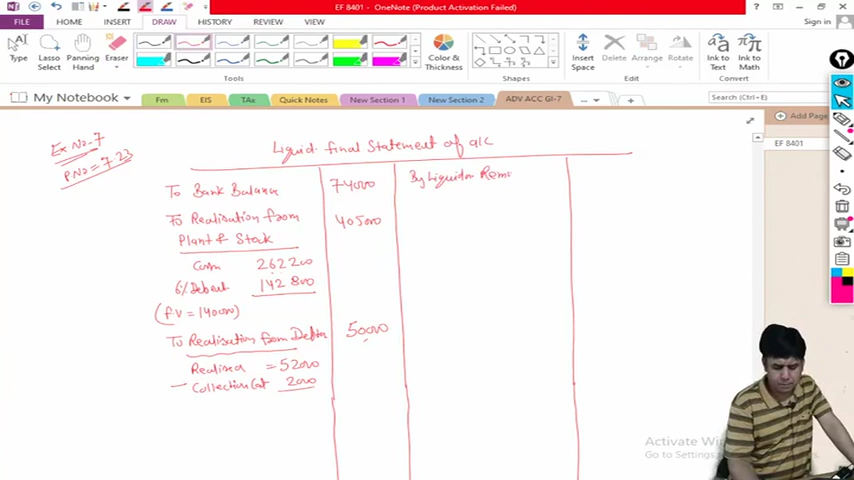 EF 8401 - OneNote (Product Activation Failed)
FILE HOME INSERT DRAW HISTORY REVIEW VIEW Sign in
Type Lasso Select Panning Hand Eraser Color & Thickness Insert Space Delete Arrange Rotate Ink to Text Ink to Math
Tools Shapes Edit Convert
My Notebook Fm EIS TAx Quick Notes New Section 1 New Section 2 ADV ACC GI-7 Search (Ctrl+E)
Add Page
EF 8401
Ex No-7
P.No = 7.23
Liquid. final Statement of a/c
To Bank Balance 74000 By Liquidator Rem
To Realisation from 405000
Plant & Stock
Cash 262200
6% Debent 142800
(f.v = 140000)
To Realisation from Debtor 50000
Realised = 52000
- Collection Cost 2000
Activate Win
Go to Settings